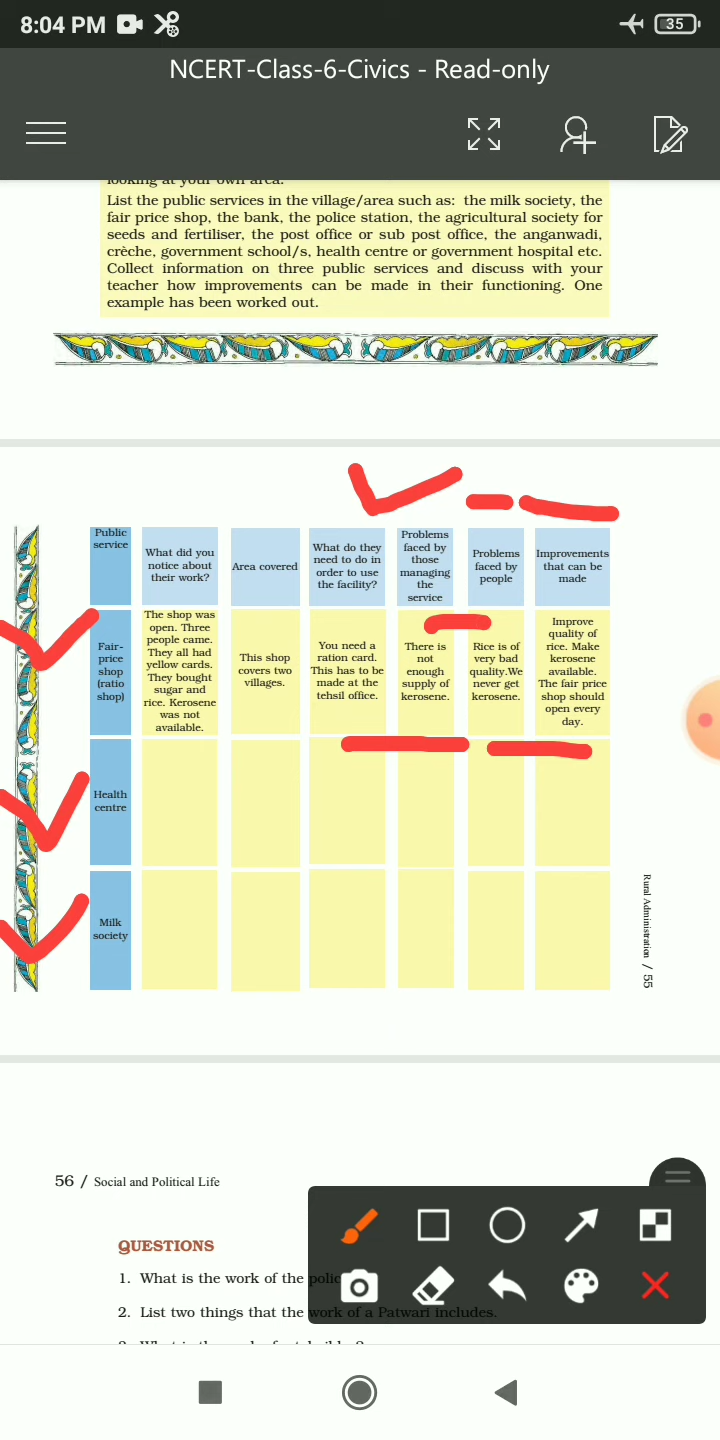 8:04 PM
35
NCERT-Class-6-Civics - Read-only
looking at your own area.
List the public services in the village/area such as: the milk society, the
fair price shop, the bank, the police station, the agricultural society for
seeds and fertiliser, the post office or sub post office, the anganwadi,
crèche, government school/s, health centre or government hospital etc.
Collect information on three public services and discuss with your
teacher how improvements can be made in their functioning. One
example has been worked out.
Public
service
What did you
notice about
their work?
Area covered
What do they
need to do in
order to use
the facility?
Problems
faced by
those
managing
the
service
Problems
faced by
people
Improvements
that can be
made
Fair-
price
shop
(ratio
shop)
The shop was
open. Three
people came.
They all had
yellow cards.
They bought
sugar and
rice. Kerosene
was not
available.
This shop
covers two
villages.
You need a
ration card.
This has to be
made at the
tehsil office.
There is
not
enough
supply of
kerosene.
Rice is of
very bad
quality.We
never get
kerosene.
Improve
quality of
rice. Make
kerosene
available.
The fair price
shop should
open every
day.
Health
centre
Milk
society
Rural Administration / 55
56 / Social and Political Life
QUESTIONS
1. What is the work of the polic
2. List two things that the work of a Patwari includes.